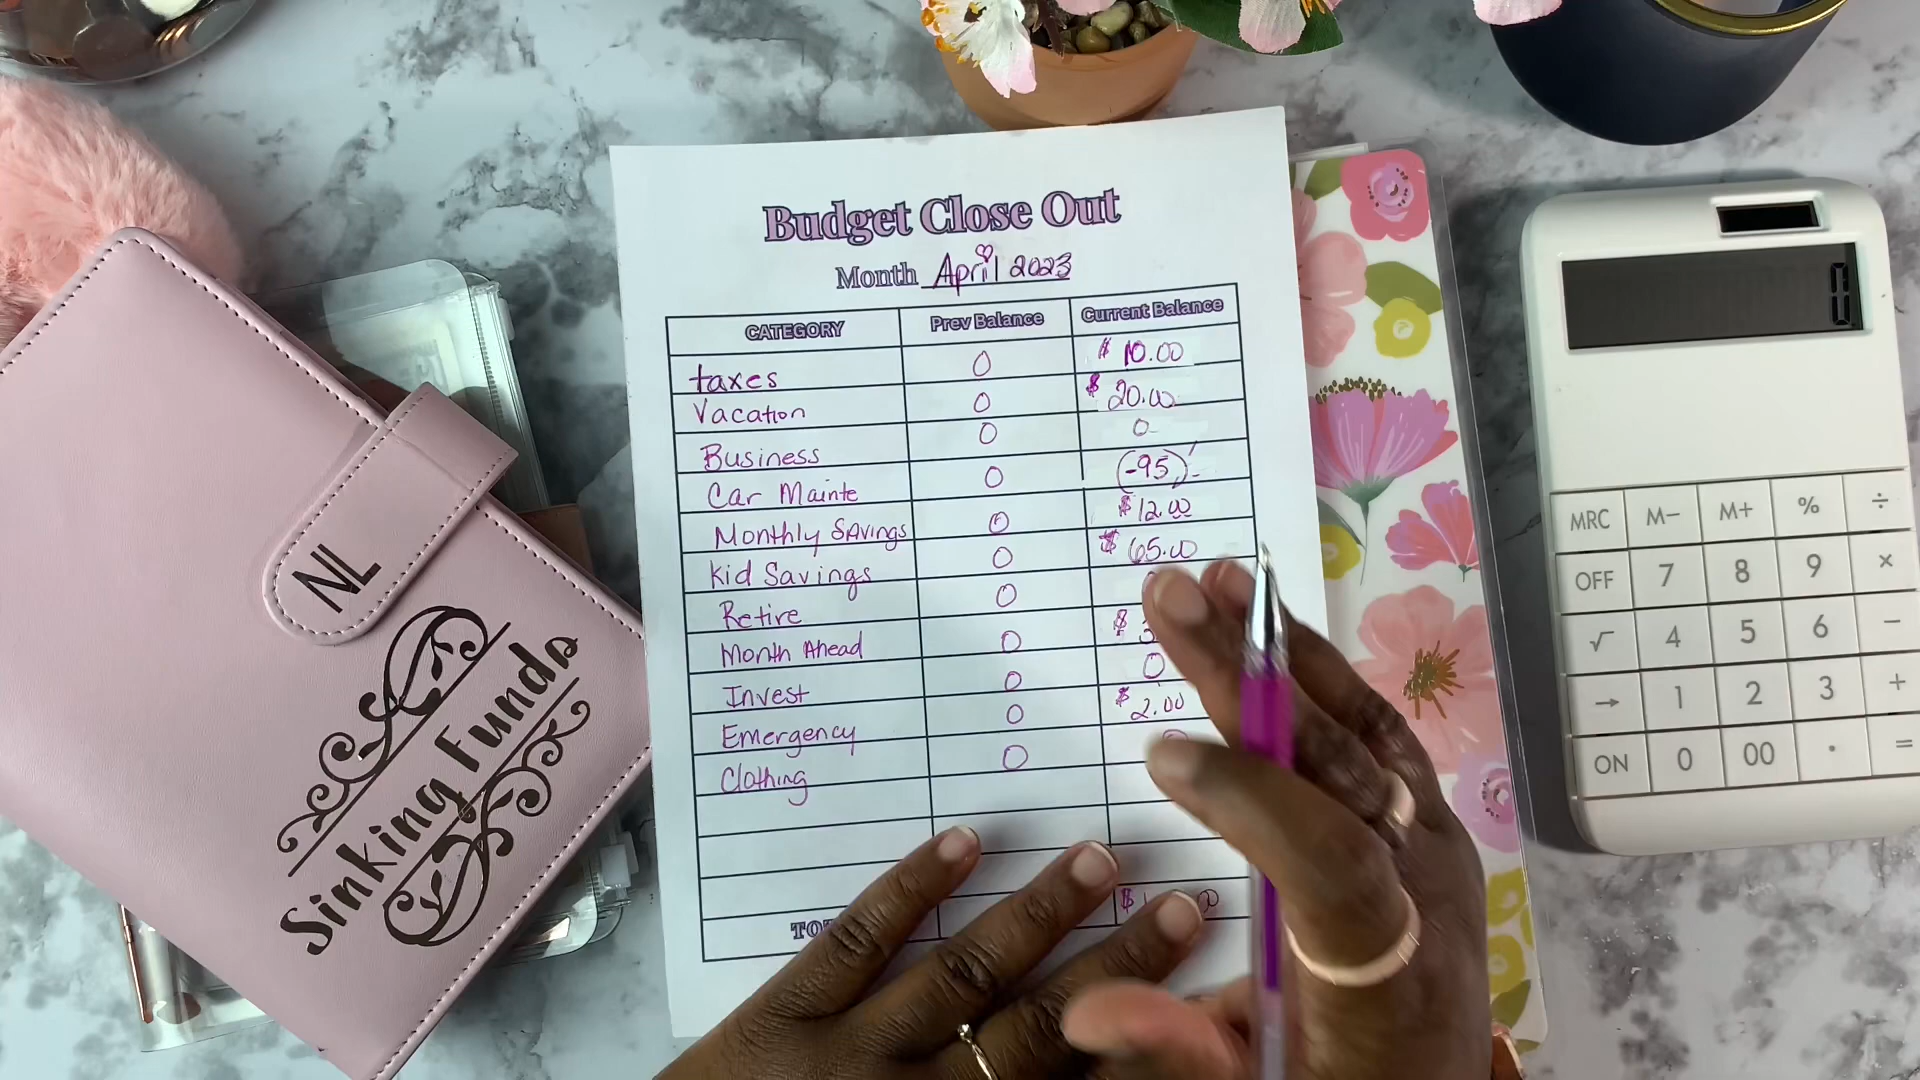 Budget Close Out
Month April 2023
CATEGORY Prev Balance Current Balance
taxes 0 $ 10.00
Vacation 0 $ 20.00
Business 0 0
Car Mainte 0 (-95)
Monthly Savings 0 $ 12.00
Kid Savings 0 $ 65.00
Retire 0
Month Ahead 0 $
Invest 0 0
Emergency 0 $ 2.00
Clothing 0
$
NL
Sinking Funds
0
MRC M− M+ % ÷
OFF 7 8 9 ×
√ 4 5 6 −
→ 1 2 3 +
ON 0 00 · =